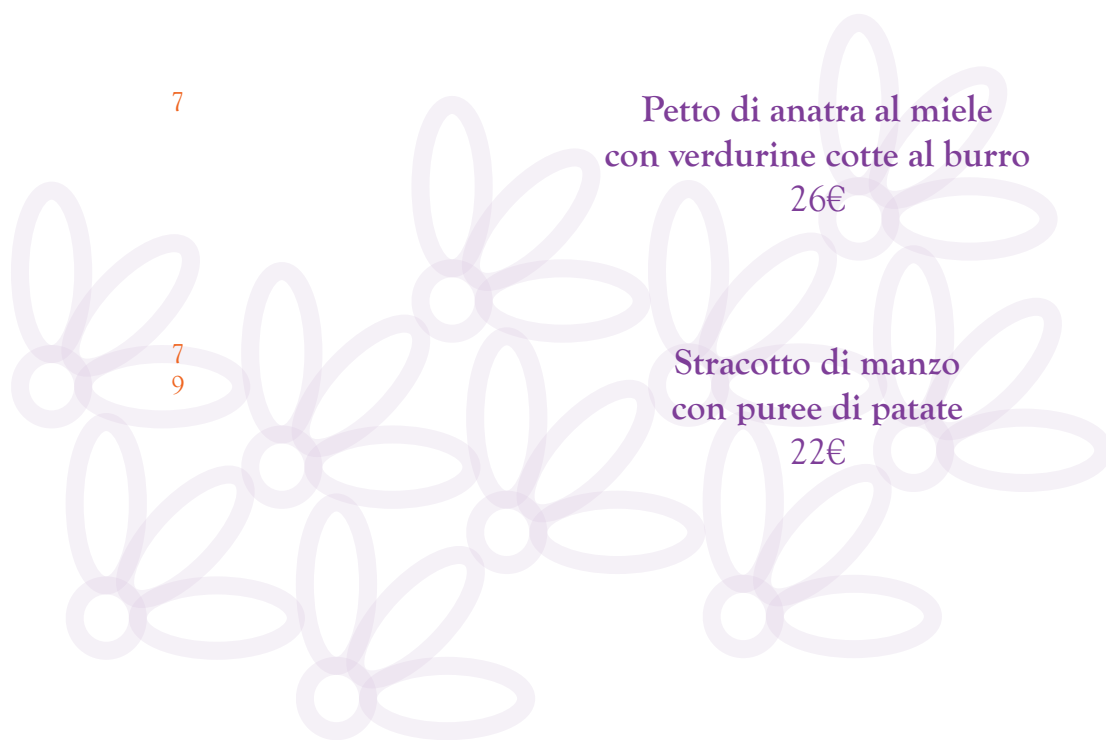 7
Petto di anatra al miele
con verdurine cotte al burro
26€
7
9
Stracotto di manzo
con puree di patate
22€